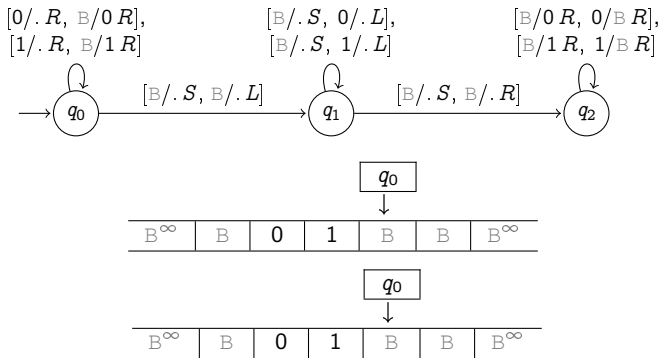 [0/. R, B/0 R], [B/. S, 0/. L], [B/0 R, 0/B R],
[1/. R, B/1 R] [B/. S, 1/. L] [B/1 R, 1/B R]
[B/. S, B/. L] [B/. S, B/. R]
q₀ q₁ q₂
q₀
B^∞ B 0 1 B B B^∞
q₀
B^∞ B 0 1 B B B^∞